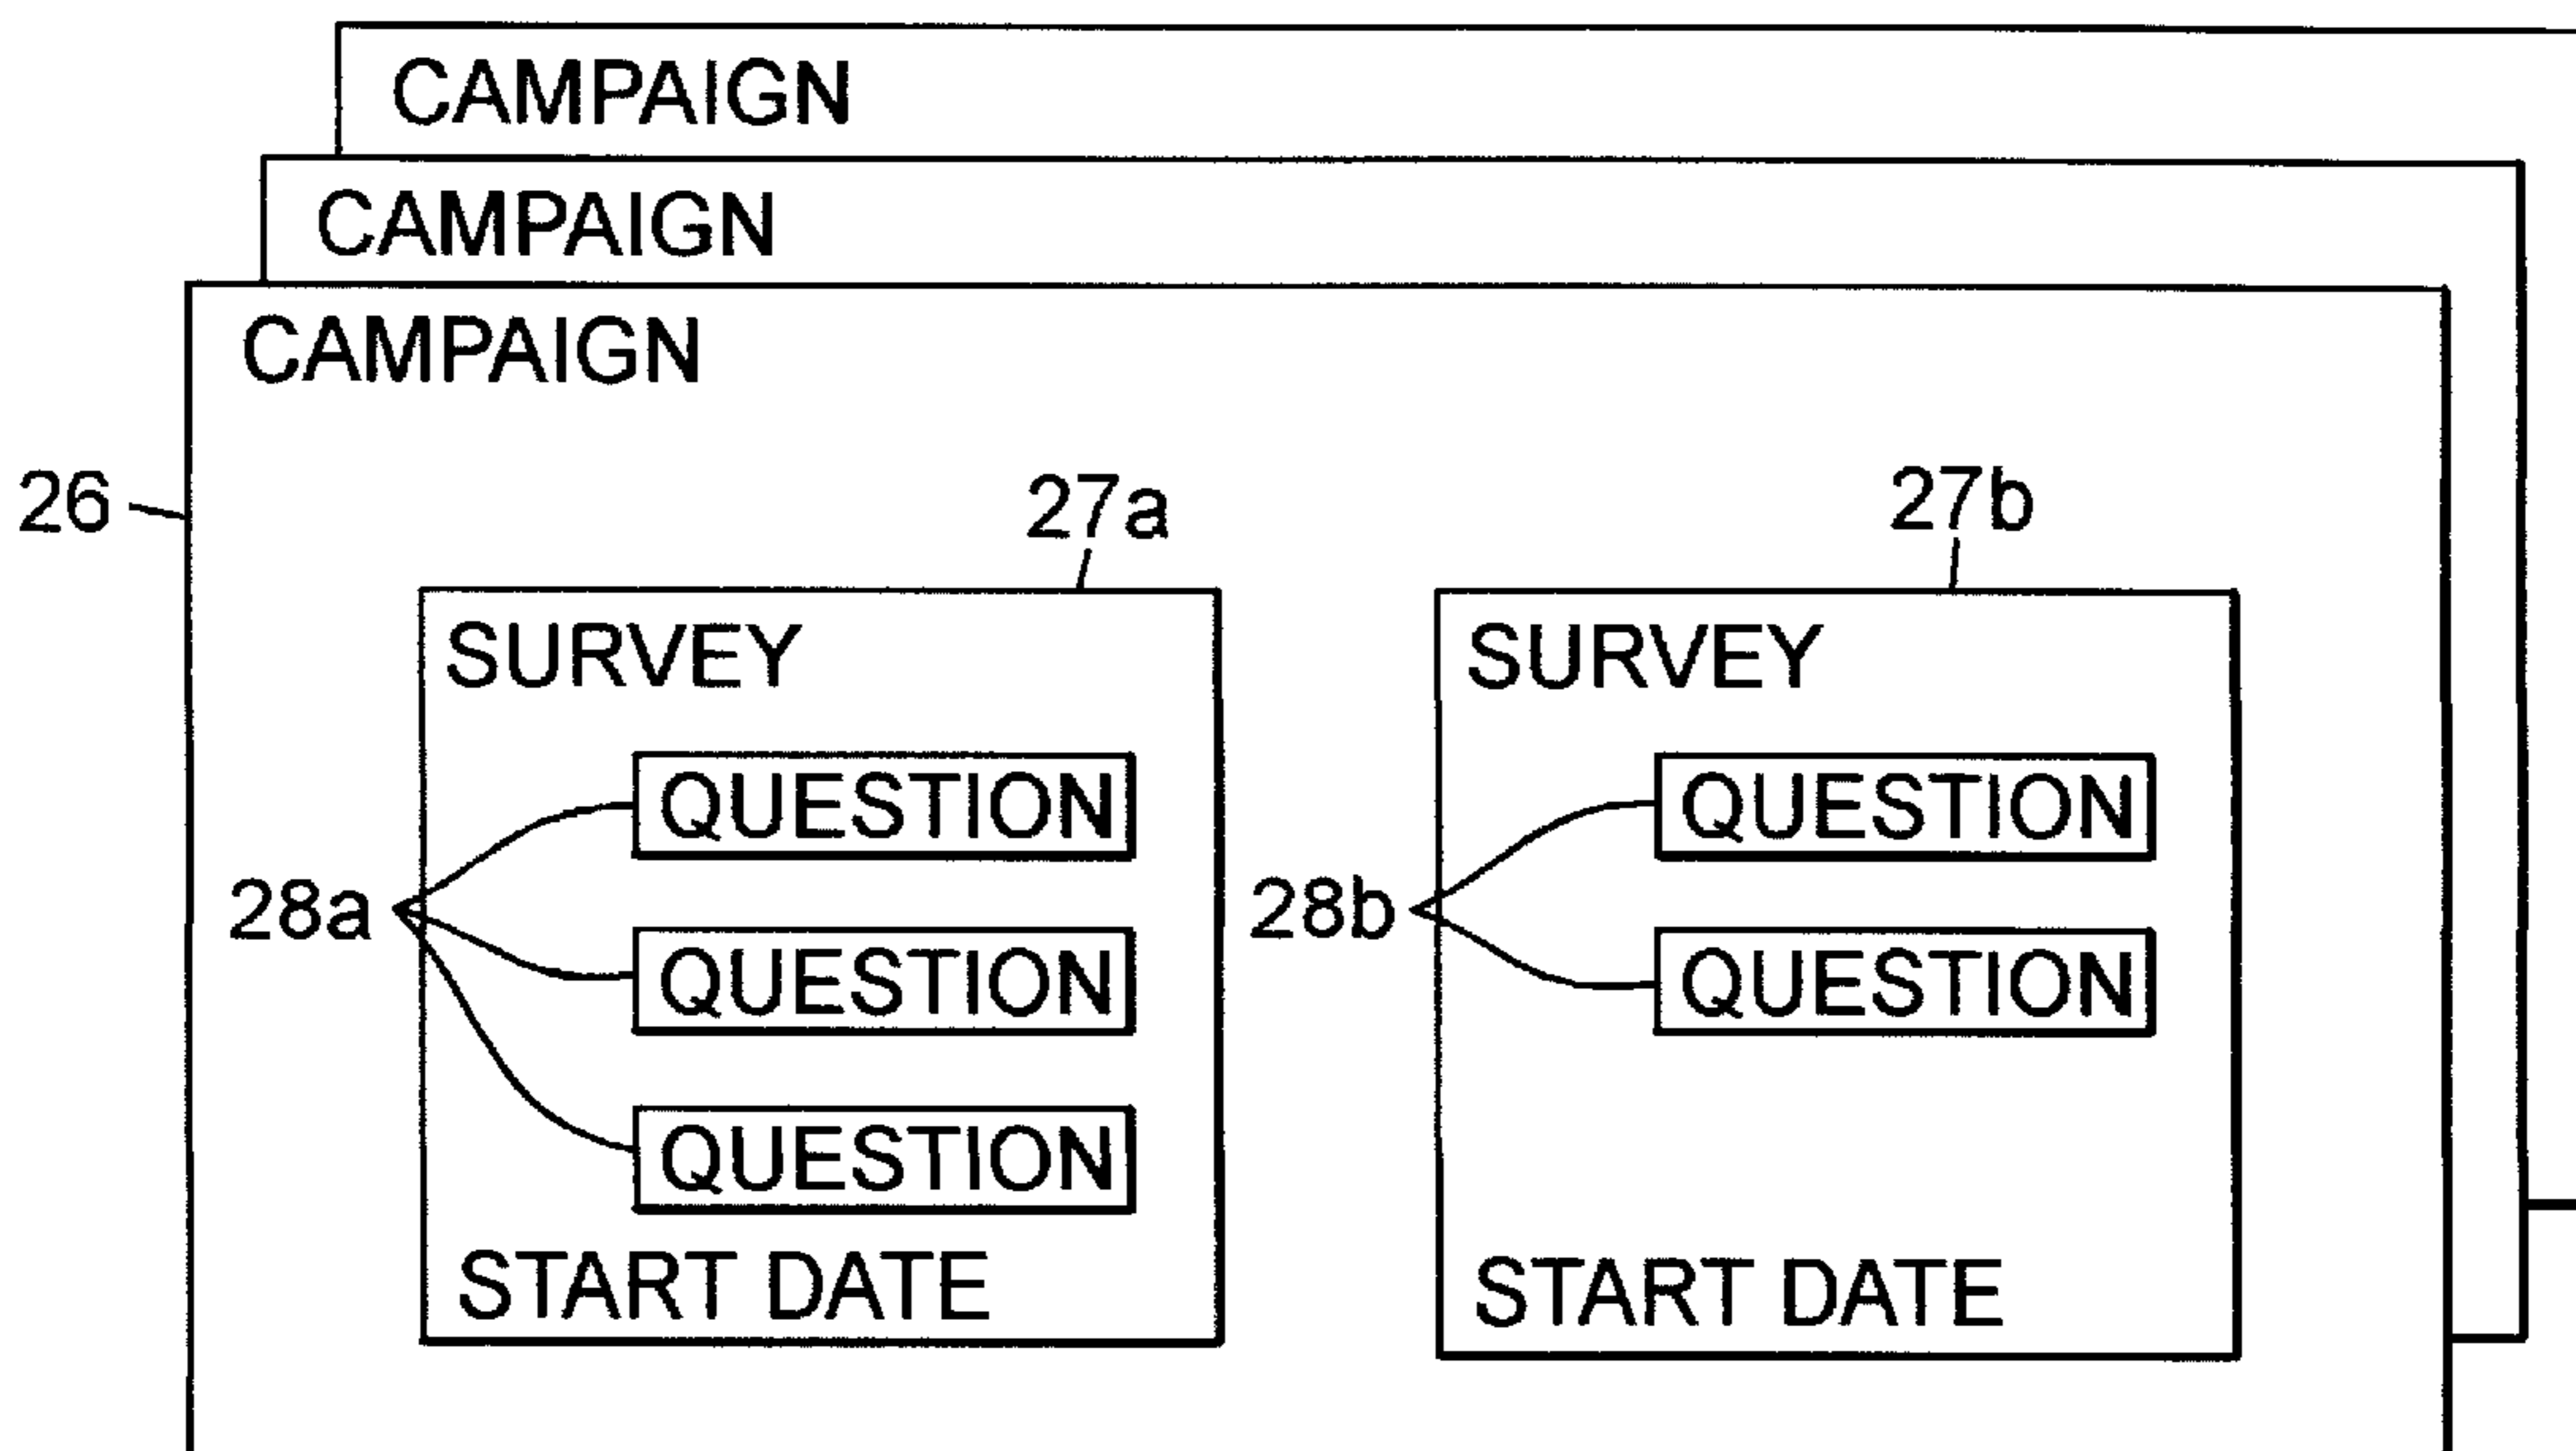 CAMPAIGN
CAMPAIGN
CAMPAIGN
26
27a
27b
SURVEY
QUESTION
28a
QUESTION
QUESTION
START DATE
SURVEY
QUESTION
28b
QUESTION
START DATE